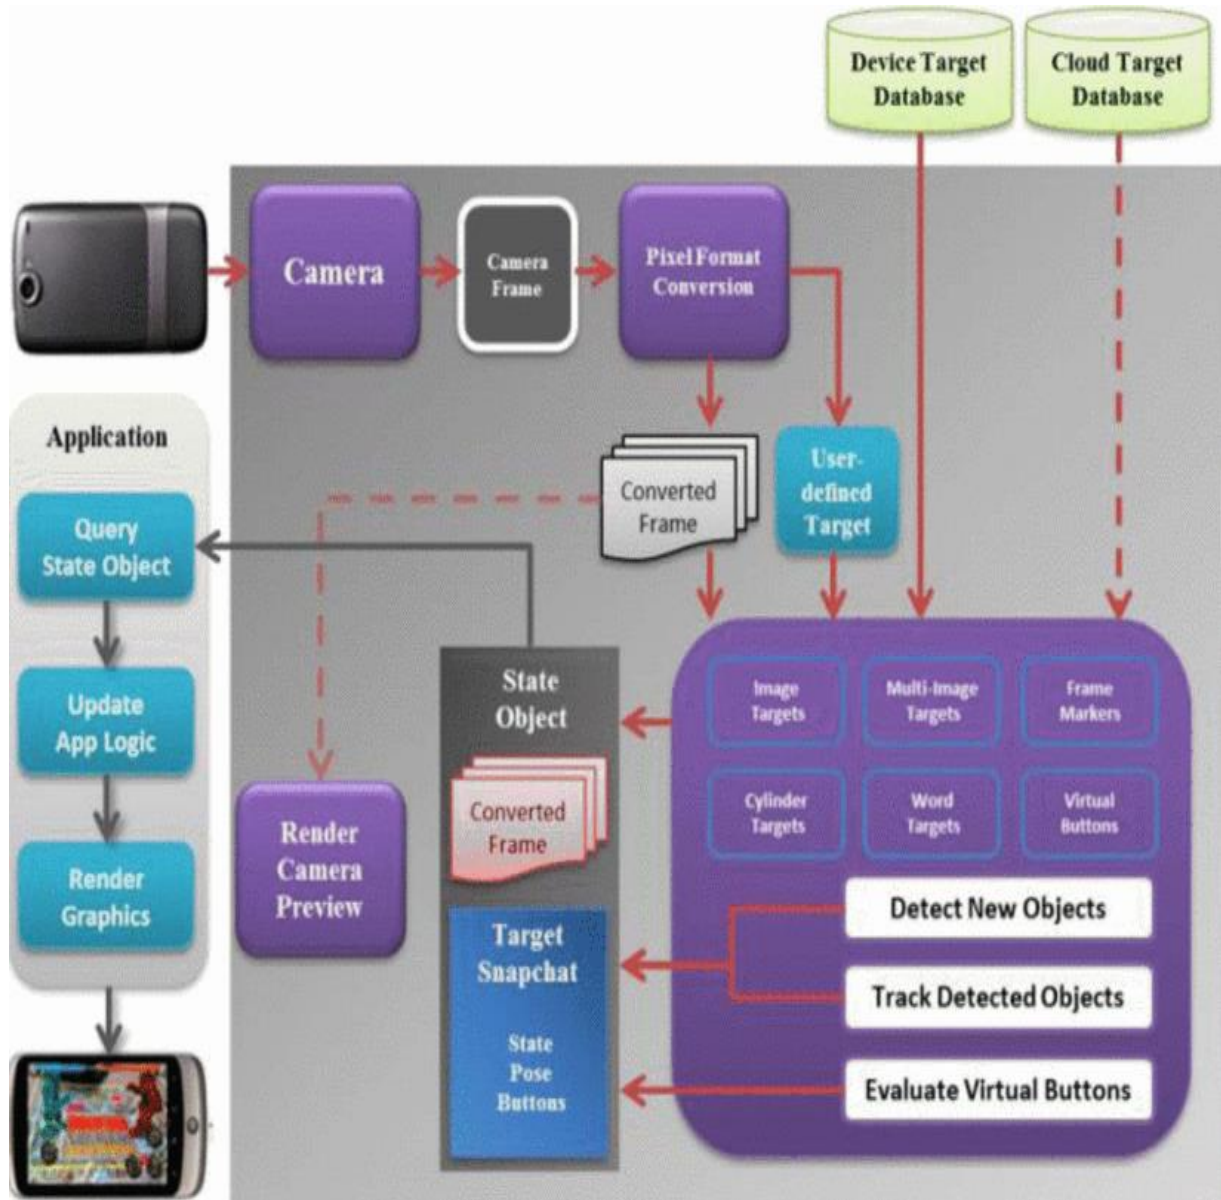 Device Target
Database
Cloud Target
Database
Camera
Camera
Frame
Pixel Format
Conversion
Application
Query
State Object
Update
App Logic
Render
Graphics
Converted
Frame
User-
defined
Target
Render
Camera
Preview
State
Object
Converted
Frame
Target
Snapchat
State
Pose
Buttons
Image
Targets
Multi-Image
Targets
Frame
Markers
Cylinder
Targets
Word
Targets
Virtual
Buttons
Detect New Objects
Track Detected Objects
Evaluate Virtual Buttons